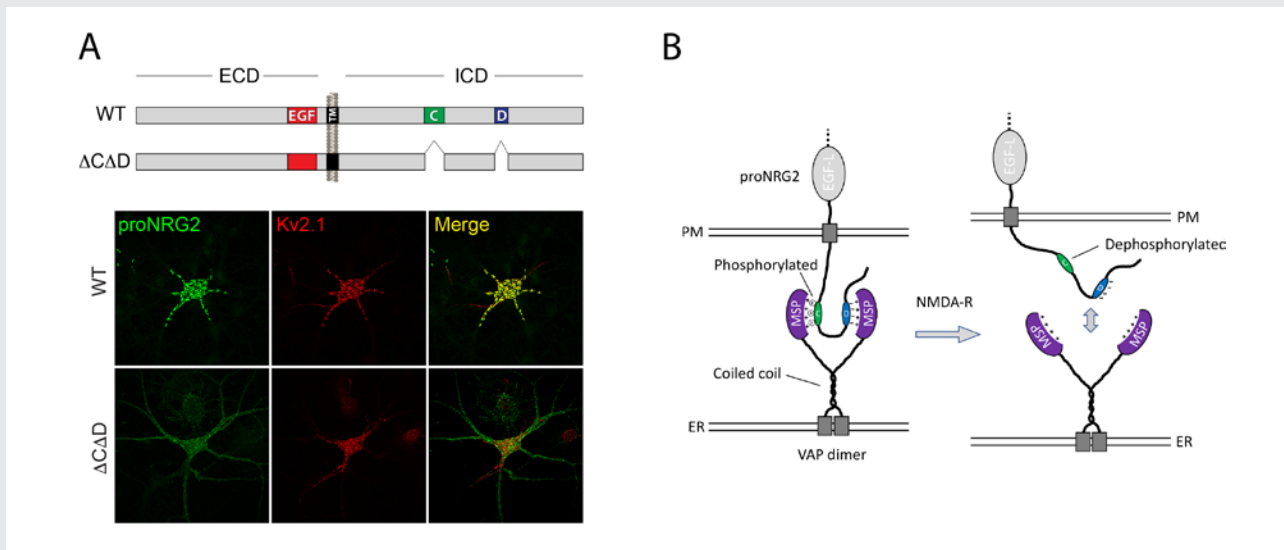 A
ECD
ICD
WT
EGF
TM
C
D
ΔCΔD
proNRG2
Kv2.1
Merge
WT
ΔCΔD
B
proNRG2
EGF-L
PM
Phosphorylated
MSP
C
D
MSP
Coiled coil
ER
VAP dimer
NMDA-R
EGF-L
PM
Dephosphorylated
D
MSP
MSP
ER